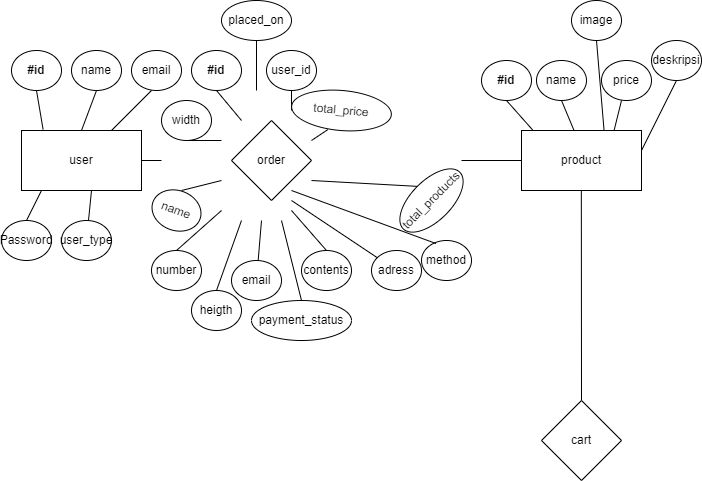 placed_on
image
#id
name
email
#id
user_id
deskripsi
#id
name
price
total_price
width
user
order
product
total_products
name
Password
user_type
number
email
contents
adress
method
heigth
payment_status
cart